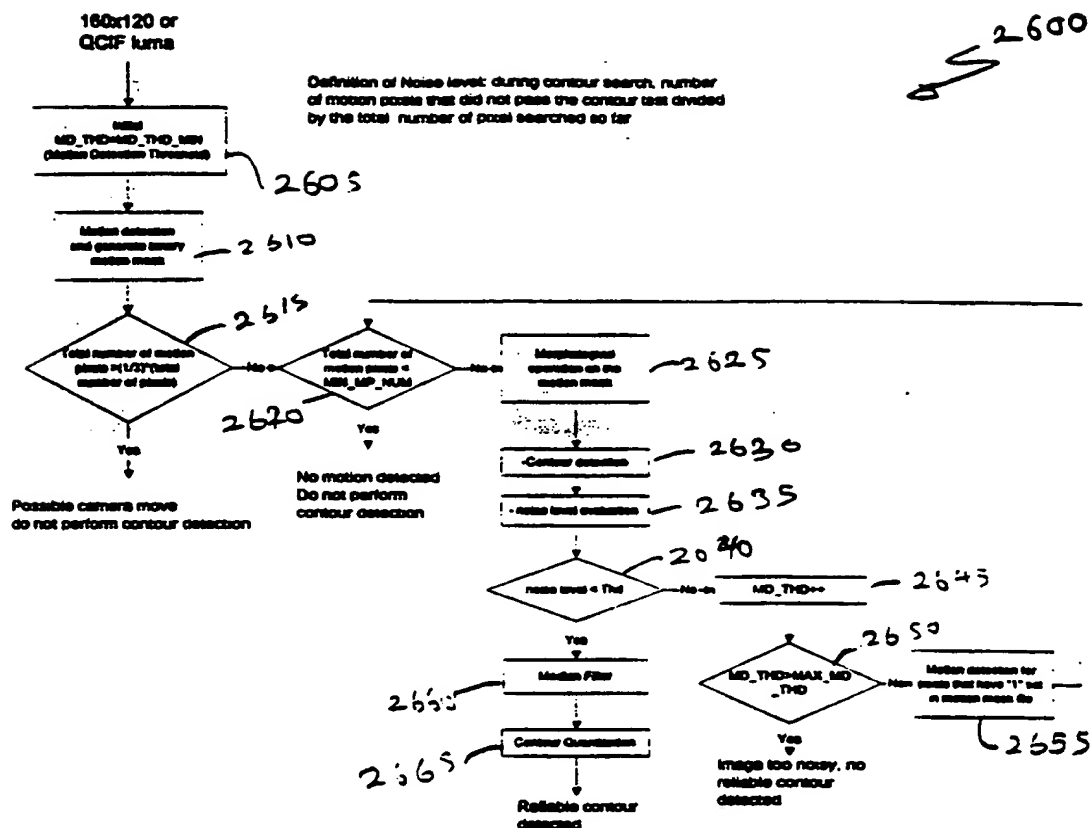 160x120 or
QCIF luma
2600
Definition of Noise level: during contour search, number
of motion pixels that did not pass the contour test divided
by the total number of pixel searched so far
Initial
MD_THD=MD_THD_MIN
(Motion Detection Threshold)
2605
Motion detection
and generate binary
motion mask
2610
2615
Total number of motion
pixels >(1/3)*(total
number of pixels)
No
Total number of
motion pixels <
MIN_MP_NUM
No
Morphological
operation on the
motion mask
2625
2620
Yes
Yes
Possible camera move
do not perform contour detection
No motion detected
Do not perform
contour detection
-Contour detection
2630
- noise level evaluation
2635
noise level < Thd
No
MD_THD++
2645
Yes
2650
Median Filter
2660
MD_THD>MAX_MD
_THD
No
Motion detection for
pixels that have "1" set
in motion mask
2655
Contour Quantization
2665
Yes
Image too noisy, no
reliable contour
detected
Reliable contour
detected